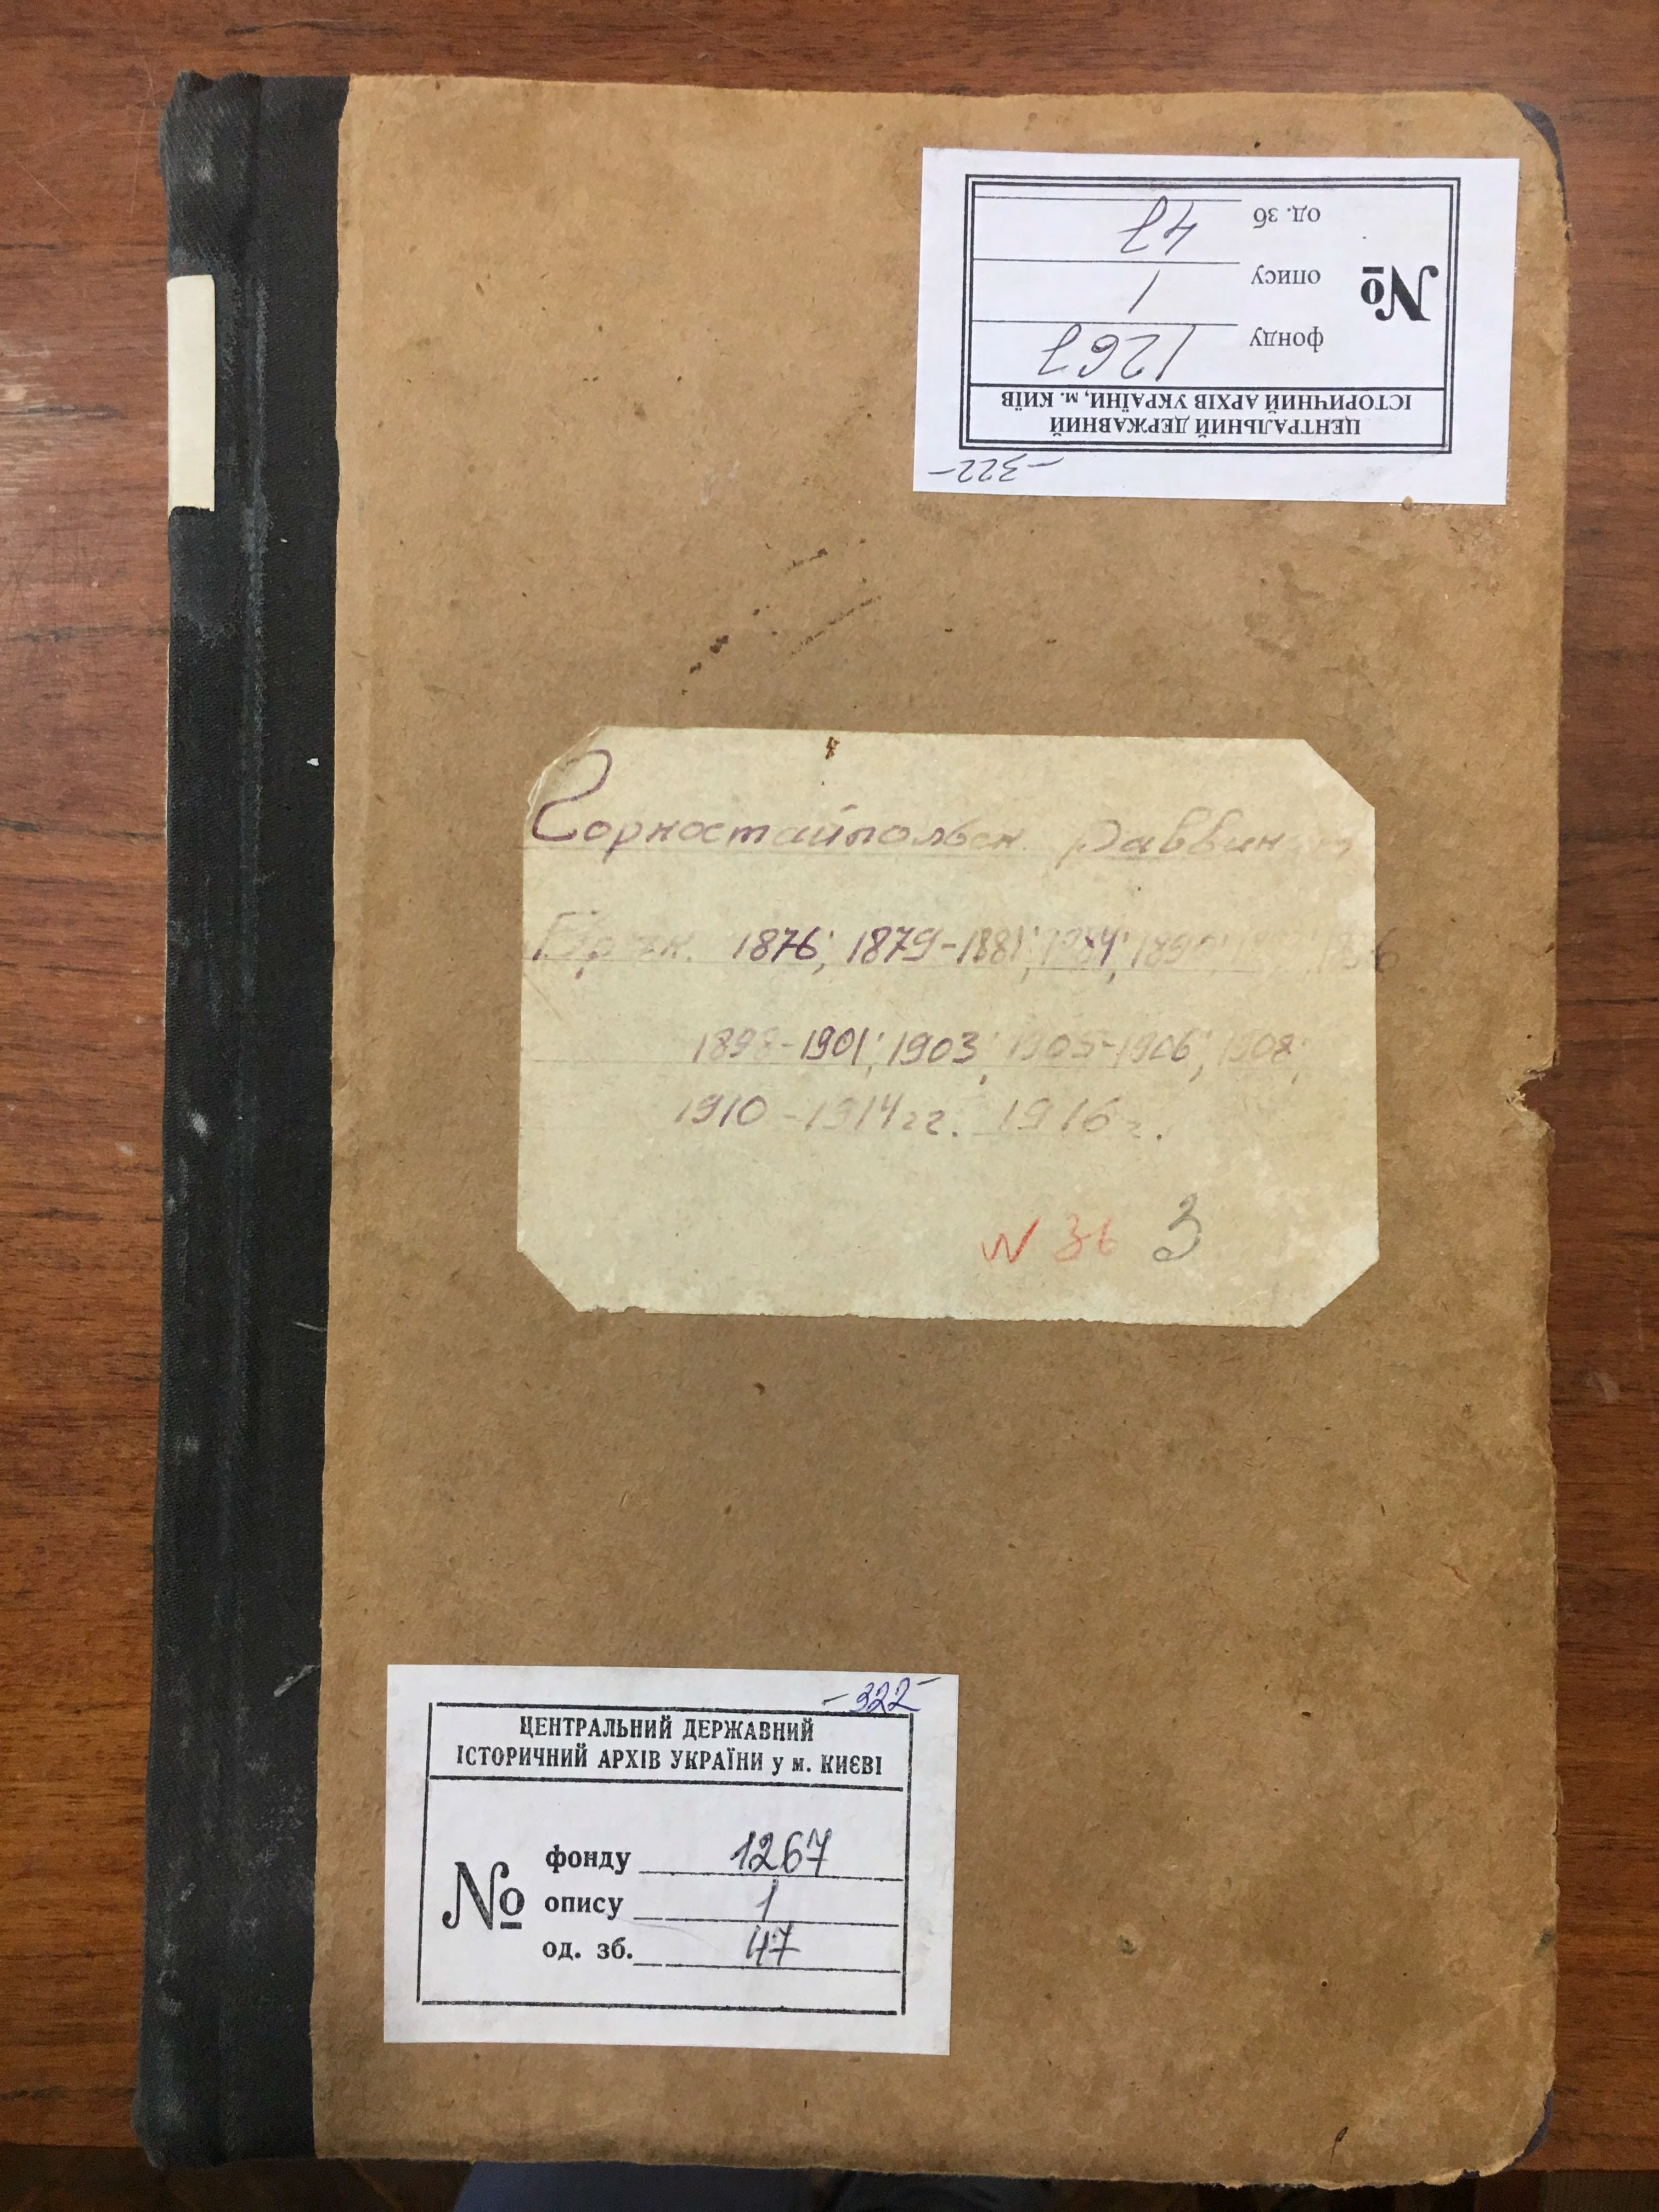 од. зб 47
опису 1
№
фонду 1267
ЦЕНТРАЛЬНИЙ ДЕРЖАВНИЙ
ІСТОРИЧНИЙ АРХІВ УКРАЇНИ, м. КИЇВ
-322-
Горностайпольск. Раввин
1876; 1879-1881; 1884;
1898-1901; 1903; 1905-1906; 1908;
1910-1914 гг. 1916 г.
N 36 3
-322-
ЦЕНТРАЛЬНИЙ ДЕРЖАВНИЙ
ІСТОРИЧНИЙ АРХІВ УКРАЇНИ у м. КИЄВІ
фонду 1267
№ опису 1
од. зб. 47